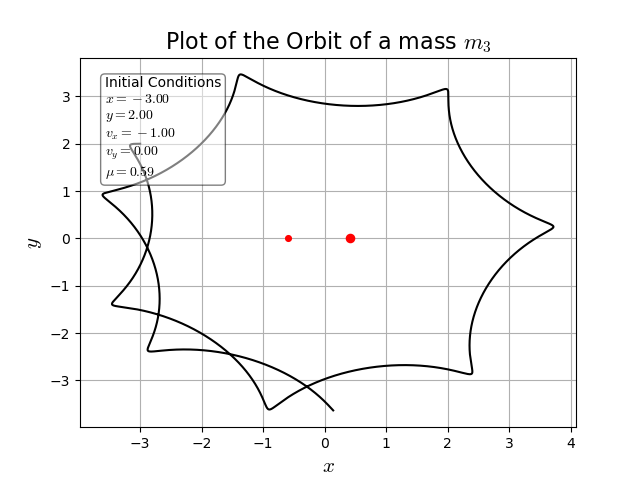 Plot of the Orbit of a mass m₃
Initial Conditions
x = −3.00
y = 2.00
vₓ = −1.00
v_y = 0.00
μ = 0.59
3
2
1
0
−1
−2
−3
y
−3
−2
−1
0
1
2
3
4
x